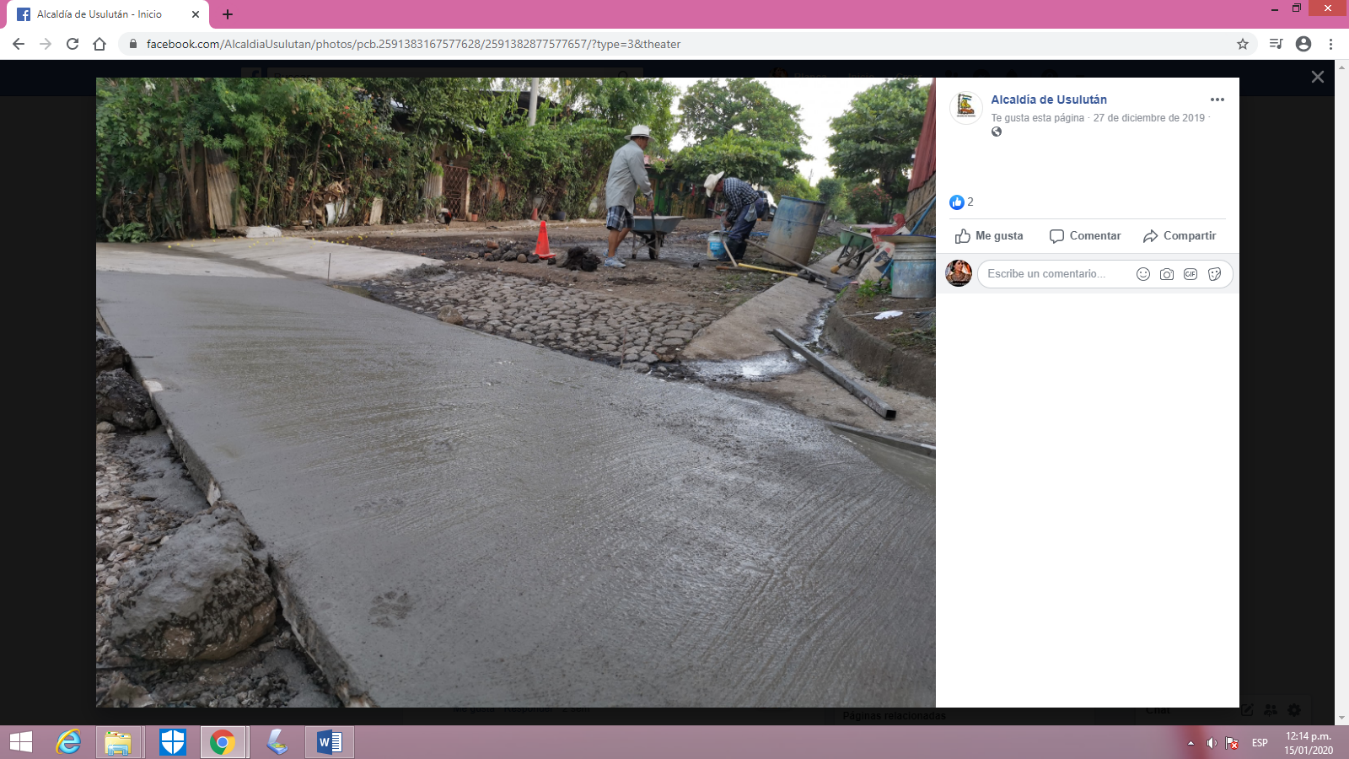 Alcaldía de Usulután - Inicio
facebook.com/AlcaldiaUsulutan/photos/pcb.2591383167577628/2591382877577657/?type=3&theater
Alcaldía de Usulután
Te gusta esta página · 27 de diciembre de 2019 ·
2
Me gusta Comentar Compartir
Escribe un comentario...
GIF
Páginas relacionadas
Chat
ESP
12:14 p.m.
15/01/2020